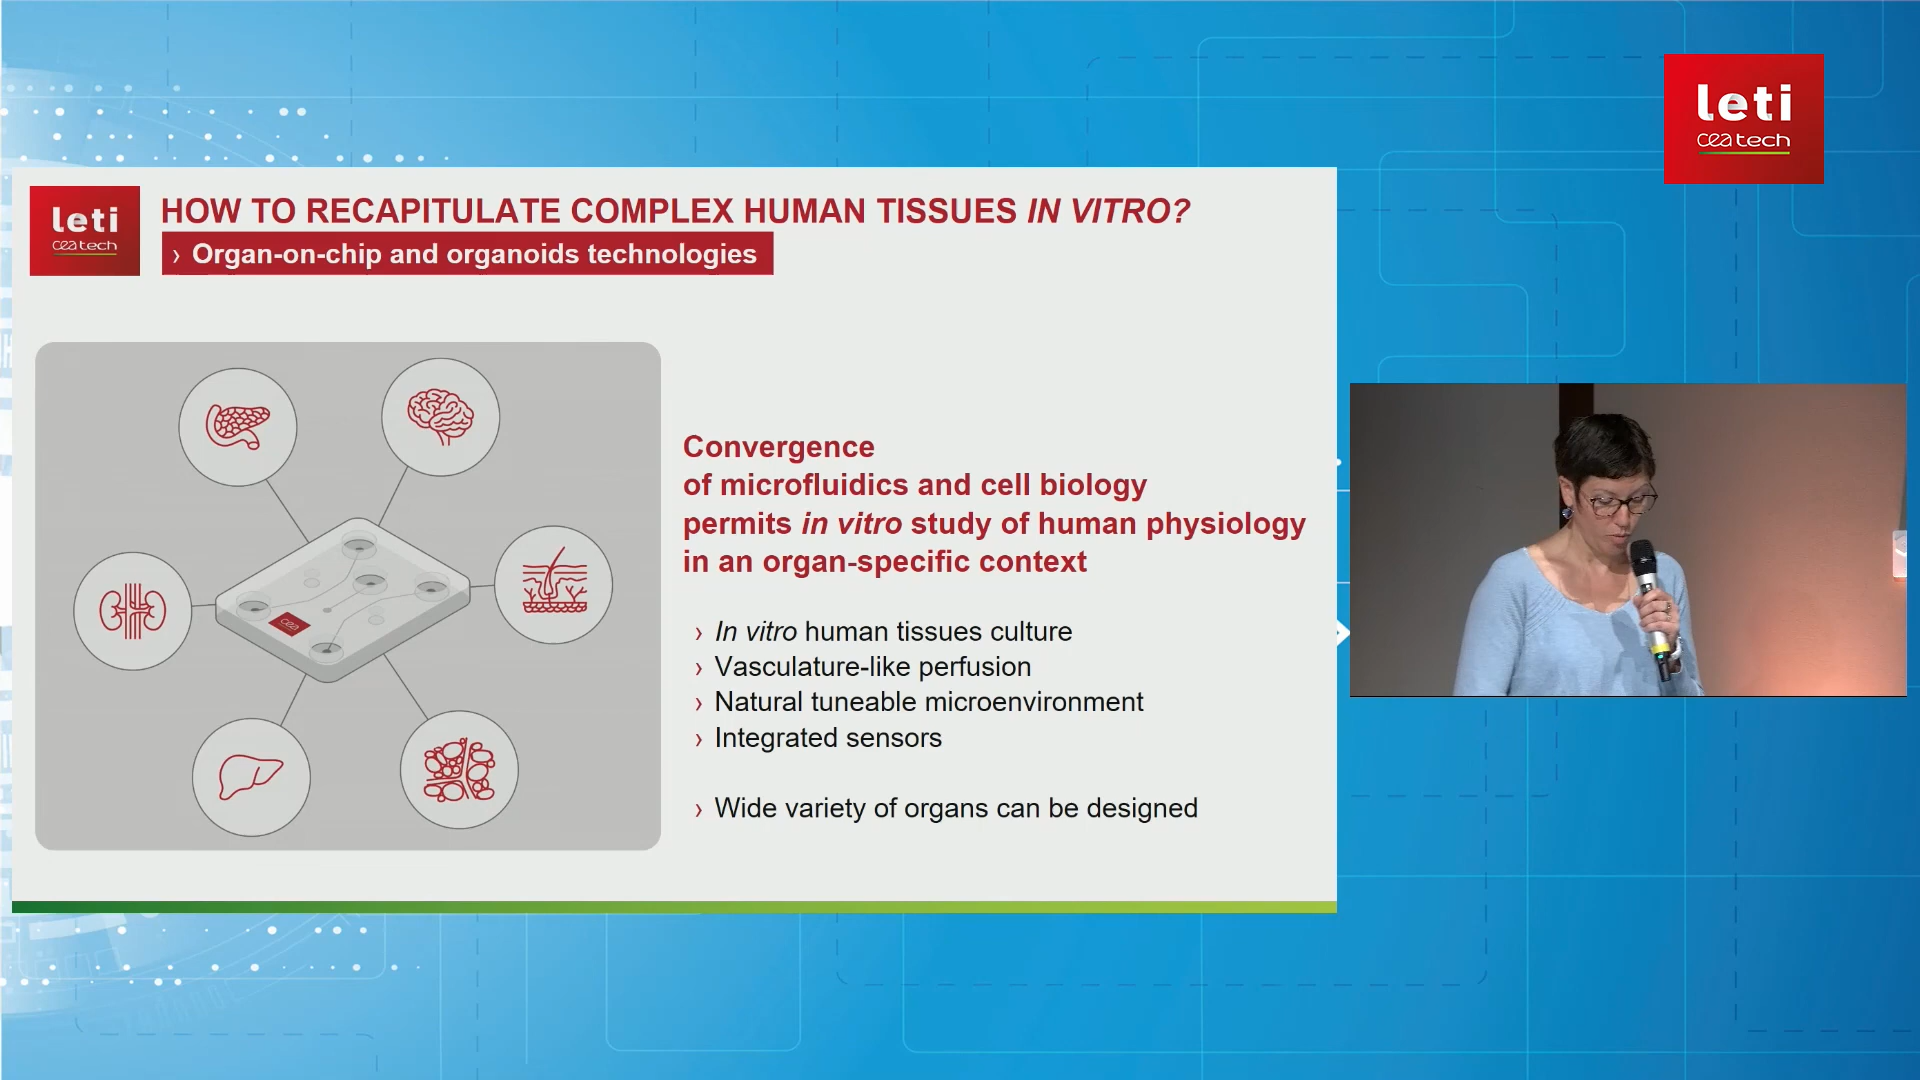 leti
cea tech
leti
cea tech
HOW TO RECAPITULATE COMPLEX HUMAN TISSUES IN VITRO?
› Organ-on-chip and organoids technologies
Convergence
of microfluidics and cell biology
permits in vitro study of human physiology
in an organ-specific context
› In vitro human tissues culture
› Vasculature-like perfusion
› Natural tuneable microenvironment
› Integrated sensors
› Wide variety of organs can be designed
cea